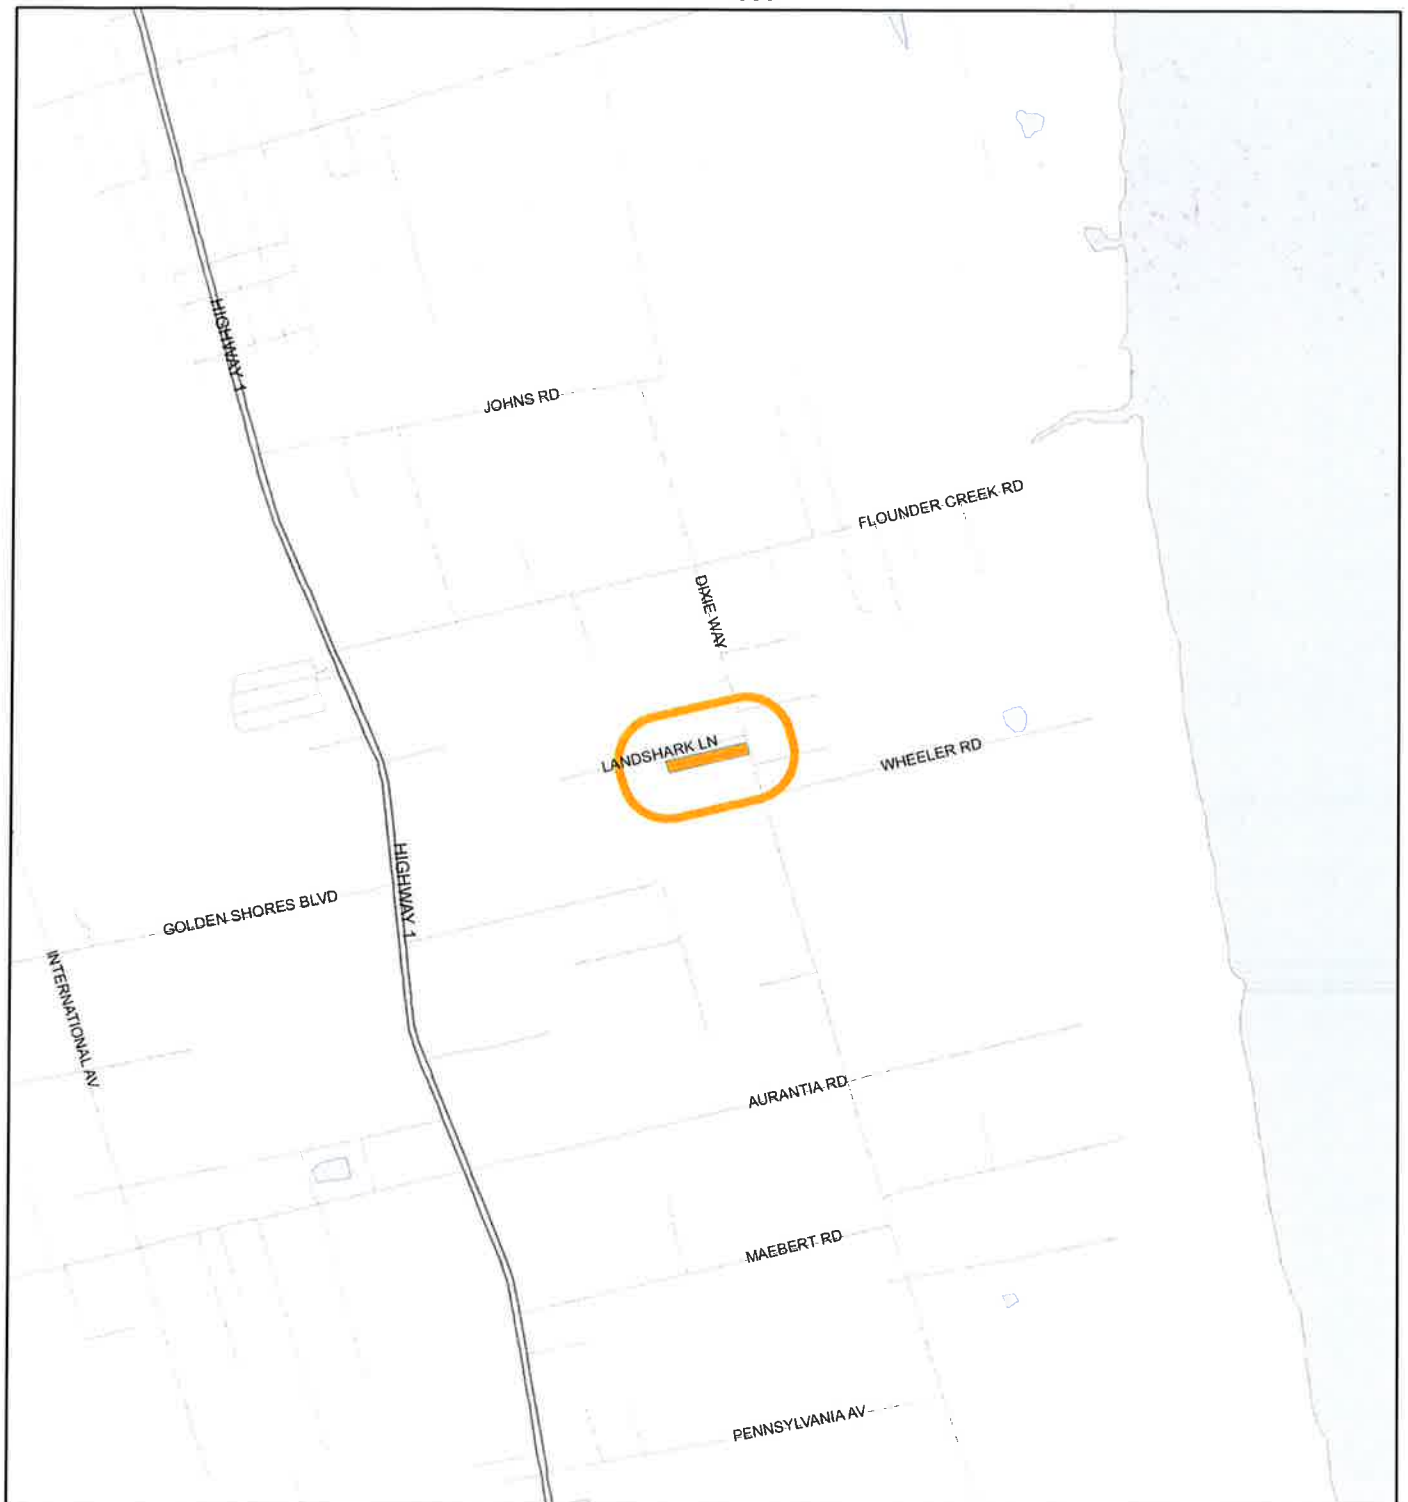 HIGHWAY 1
JOHNS RD
FLOUNDER CREEK RD
DIXIE WAY
LANDSHARK LN
WHEELER RD
HIGHWAY 1
GOLDEN SHORES BLVD
INTERNATIONAL AV
AURANTIA RD
MAEBERT RD
PENNSYLVANIA AV